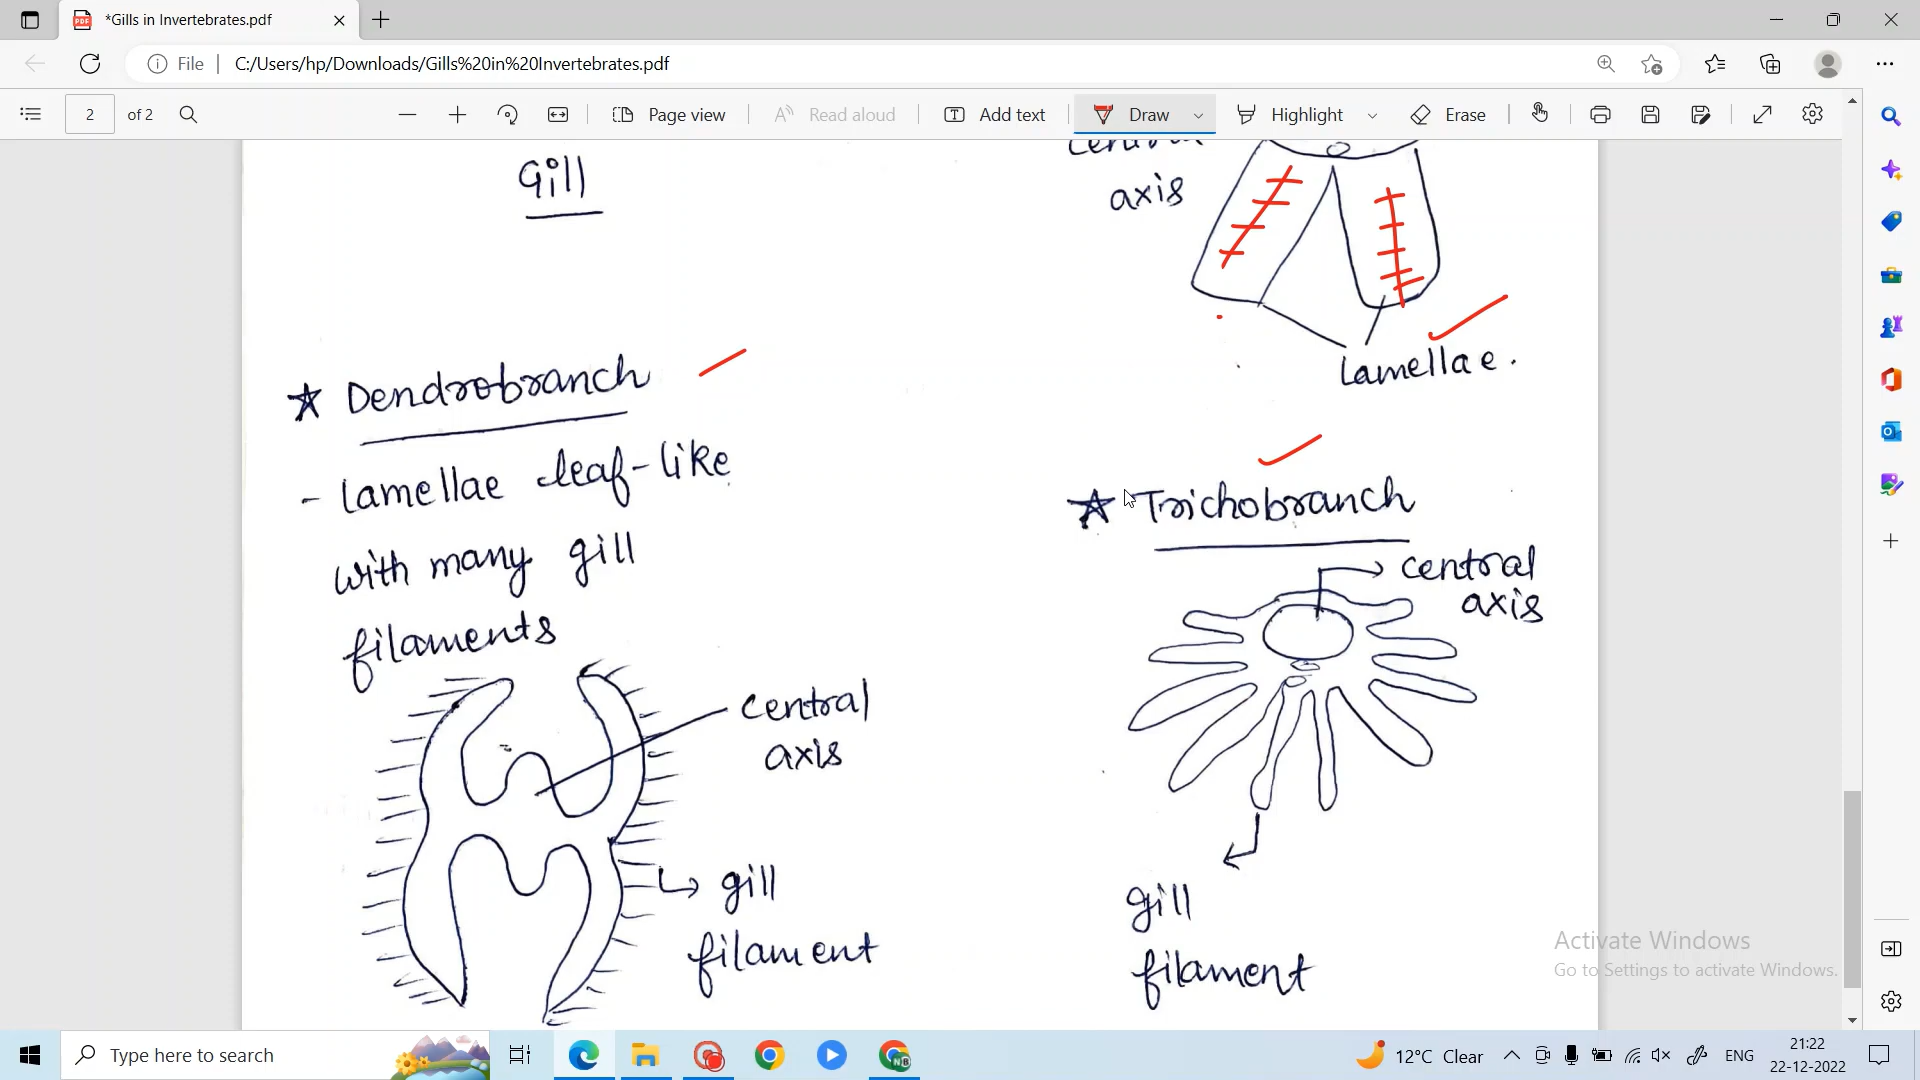 *Gills in Invertebrates.pdf
File
C:/Users/hp/Downloads/Gills%20in%20Invertebrates.pdf
2 of 2
Page view
Read aloud
Add text
Draw
Highlight
Erase
Gill
central
axis
lamellae.
Dendrobranch
- lamellae leaf-like
with many gill
filaments
central
axis
gill
filament
Trichobranch
central
axis
gill
filament
Activate Windows
Go to Settings to activate Windows.
Type here to search
12°C Clear
ENG
21:22
22-12-2022